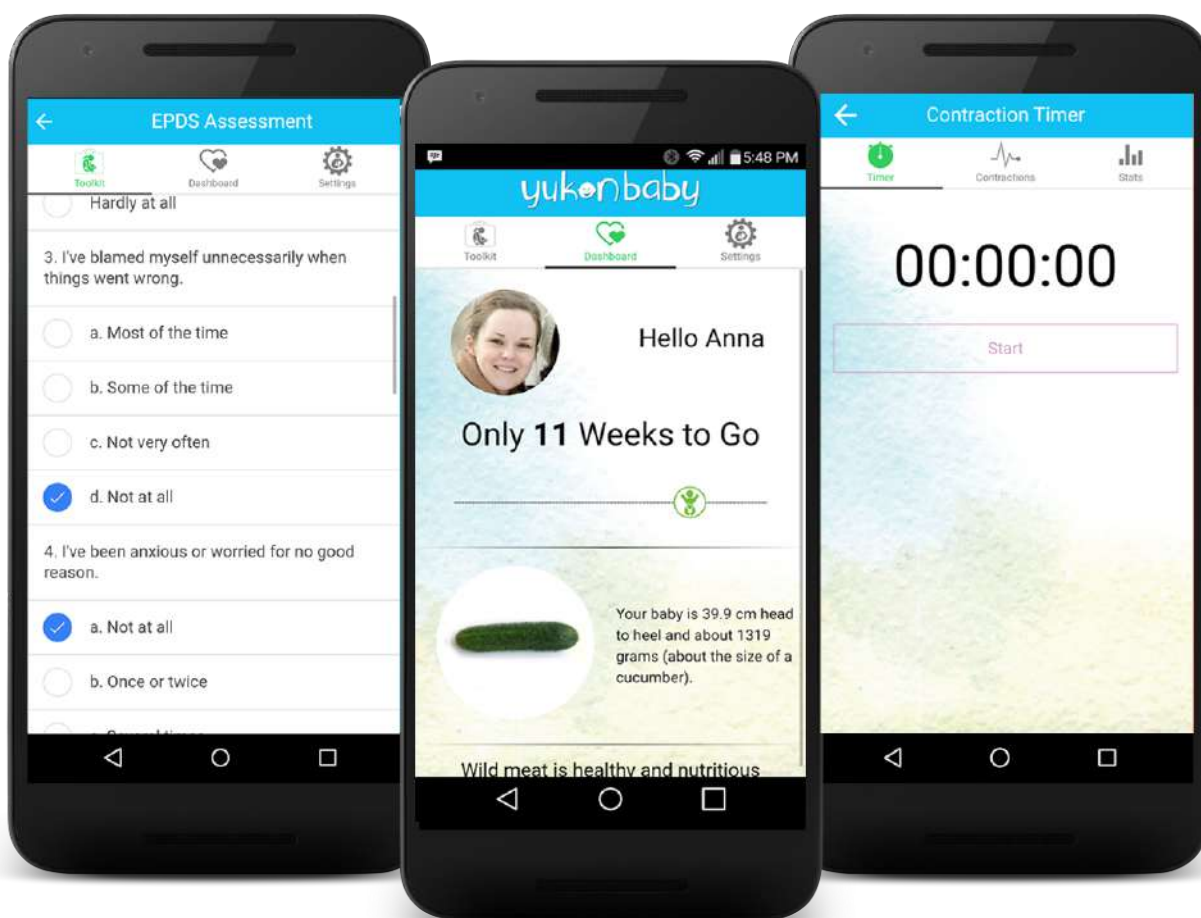 EPDS Assessment
Toolkit
Dashboard
Settings
Hardly at all
3. I've blamed myself unnecessarily when
things went wrong.
a. Most of the time
b. Some of the time
c. Not very often
d. Not at all
4. I've been anxious or worried for no good
reason.
a. Not at all
b. Once or twice
5:48 PM
yukonbaby
Toolkit
Dashboard
Settings
Hello Anna
Only 11 Weeks to Go
Your baby is 39.9 cm head
to heel and about 1319
grams (about the size of a
cucumber).
Wild meat is healthy and nutritious
Contraction Timer
Timer
Contractions
Stats
00:00:00
Start